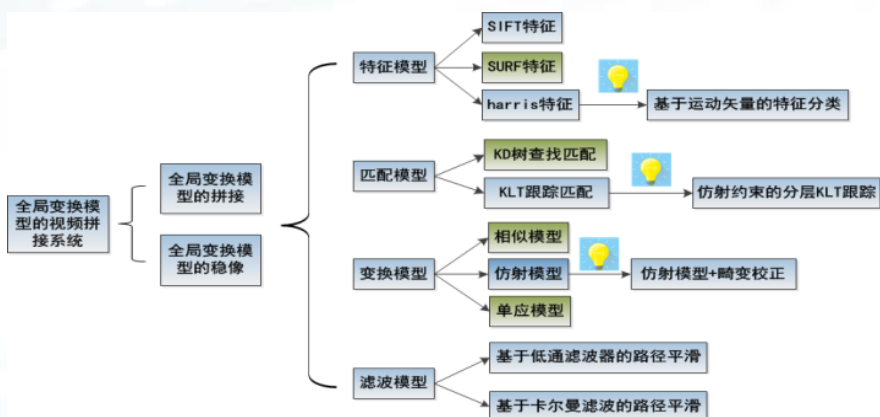 全局变换模
型的视频拼
接系统
全局变换模
型的拼接
全局变换模
型的稳像
特征模型
SIFT特征
SURF特征
harris特征
基于运动矢量的特征分类
匹配模型
KD树查找匹配
KLT跟踪匹配
仿射约束的分层KLT跟踪
变换模型
相似模型
仿射模型
仿射模型+畸变校正
单应模型
滤波模型
基于低通滤波器的路径平滑
基于卡尔曼滤波的路径平滑